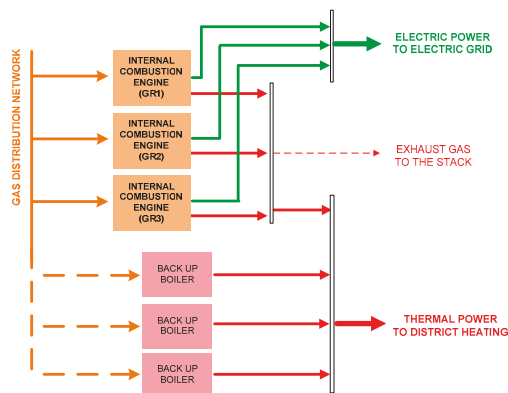 GAS DISTRIBUTION NETWORK
INTERNAL
COMBUSTION
ENGINE
(GR1)
INTERNAL
COMBUSTION
ENGINE
(GR2)
INTERNAL
COMBUSTION
ENGINE
(GR3)
BACK UP
BOILER
BACK UP
BOILER
BACK UP
BOILER
ELECTRIC POWER
TO ELECTRIC GRID
EXHAUST GAS
TO THE STACK
THERMAL POWER
TO DISTRICT HEATING